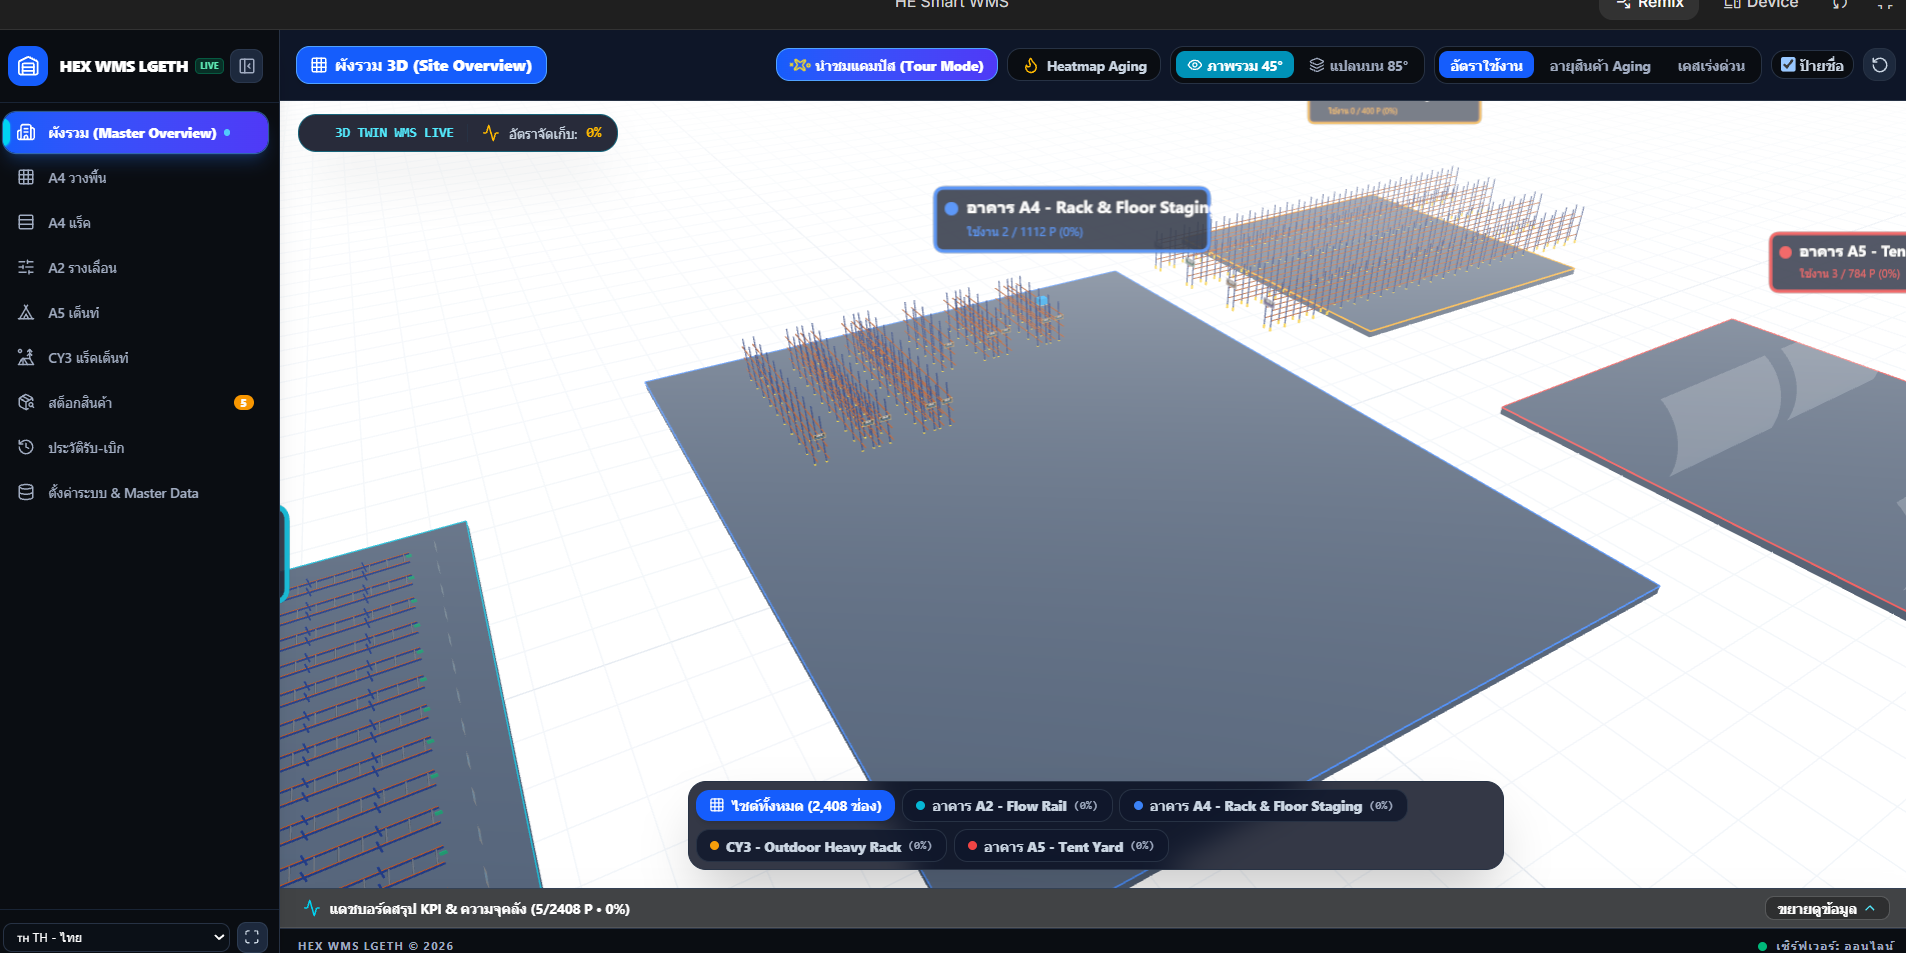 HE Smart WMS
Remix
Device
HEX WMS LGETH LIVE
ผังรวม 3D (Site Overview)
นำชมแคมปัส (Tour Mode)
Heatmap Aging
ภาพรวม 45°
แปลนบน 85°
อัตราใช้งาน
อายุสินค้า Aging
เคสเร่งด่วน
ป้ายชื่อ
ผังรวม (Master Overview)
A4 วางพื้น
A4 แร็ค
A2 รางเลื่อน
A5 เต็นท์
CY3 แร็คเต็นท์
สต็อกสินค้า 5
ประวัติรับ-เบิก
ตั้งค่าระบบ & Master Data
3D TWIN WMS LIVE อัตราจัดเก็บ: 0%
ใช้งาน 0 / 400 P (0%)
อาคาร A4 - Rack & Floor Staging
ใช้งาน 2 / 1112 P (0%)
อาคาร A5 - Ten
ใช้งาน 3 / 784 P (0%)
ไซต์ทั้งหมด (2,408 ช่อง)
อาคาร A2 - Flow Rail (0%)
อาคาร A4 - Rack & Floor Staging (0%)
CY3 - Outdoor Heavy Rack (0%)
อาคาร A5 - Tent Yard (0%)
แดชบอร์ดสรุป KPI & ความจุคลัง (5/2408 P • 0%)
ขยายดูข้อมูล
TH TH - ไทย
HEX WMS LGETH © 2026
เซิร์ฟเวอร์: ออนไลน์